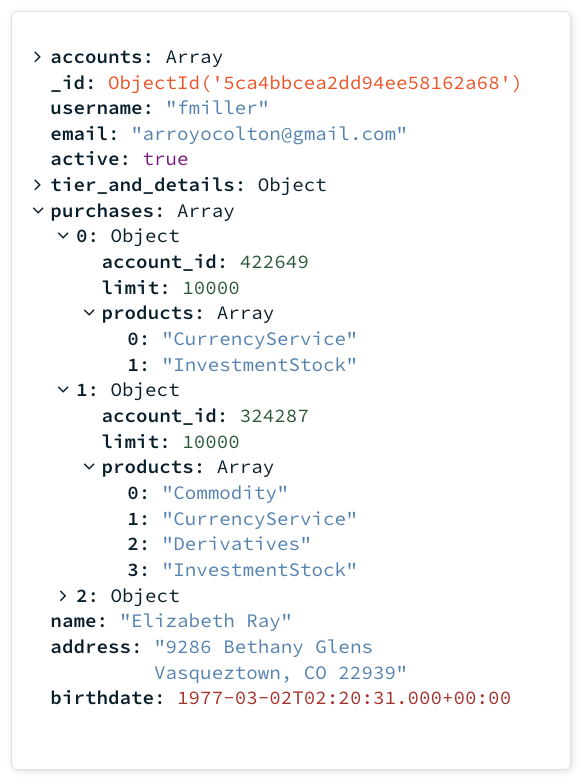 accounts: Array
_id: ObjectId('5ca4bbcea2dd94ee58162a68')
username: "fmiller"
email: "arroyocolton@gmail.com"
active: true
tier_and_details: Object
purchases: Array
0: Object
account_id: 422649
limit: 10000
products: Array
0: "CurrencyService"
1: "InvestmentStock"
1: Object
account_id: 324287
limit: 10000
products: Array
0: "Commodity"
1: "CurrencyService"
2: "Derivatives"
3: "InvestmentStock"
2: Object
name: "Elizabeth Ray"
address: "9286 Bethany Glens
Vasqueztown, CO 22939"
birthdate: 1977-03-02T02:20:31.000+00:00